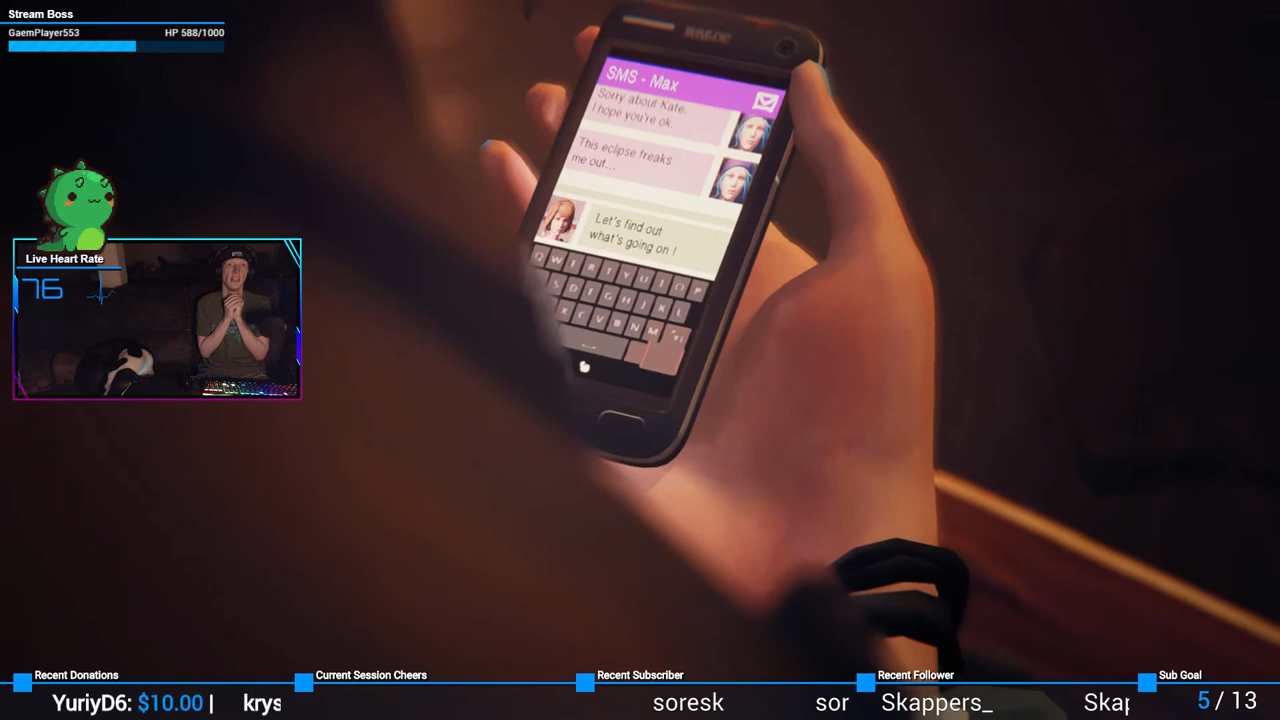 Stream Boss
GaemPlayer553 HP 588/1000
SMS - Max
Sorry about Kate.
I hope you're ok.
This eclipse freaks
me out...
Let's find out
what's going on !
Q W E R T Y U I O P
S D F G H J K L
X C V B N M
Live Heart Rate
76
Recent Donations
YuriyD6: $10.00 | krys
Current Session Cheers
Recent Subscriber
soresk sor
Recent Follower
Skappers_ Skap
Sub Goal
5 / 13